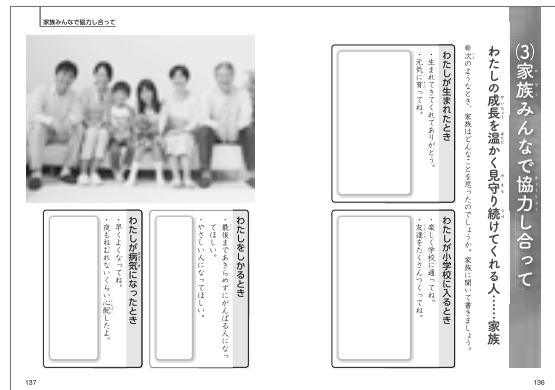 家族みんなで協力し合って
(3)家族みんなで協力し合って
わたしの成長を温かく見守り続けてくれる人……家族
●次のようなとき、家族はどんなことを思ったのでしょうか。家族に聞いて書きましょう。
わたしが生まれたとき
・生まれてきてくれてありがとう。
・元気に育ってね。
わたしが小学校に入るとき
・楽しく学校に通ってね。
・友達をたくさんつくってね。
136
わたしをしかるとき
・最後まであきらめずにがんばる人になっ
てほしい。
・やさしい人になってほしい。
わたしが病気になったとき
・早くよくなってね。
・夜もねむれないくらい心配したよ。
137